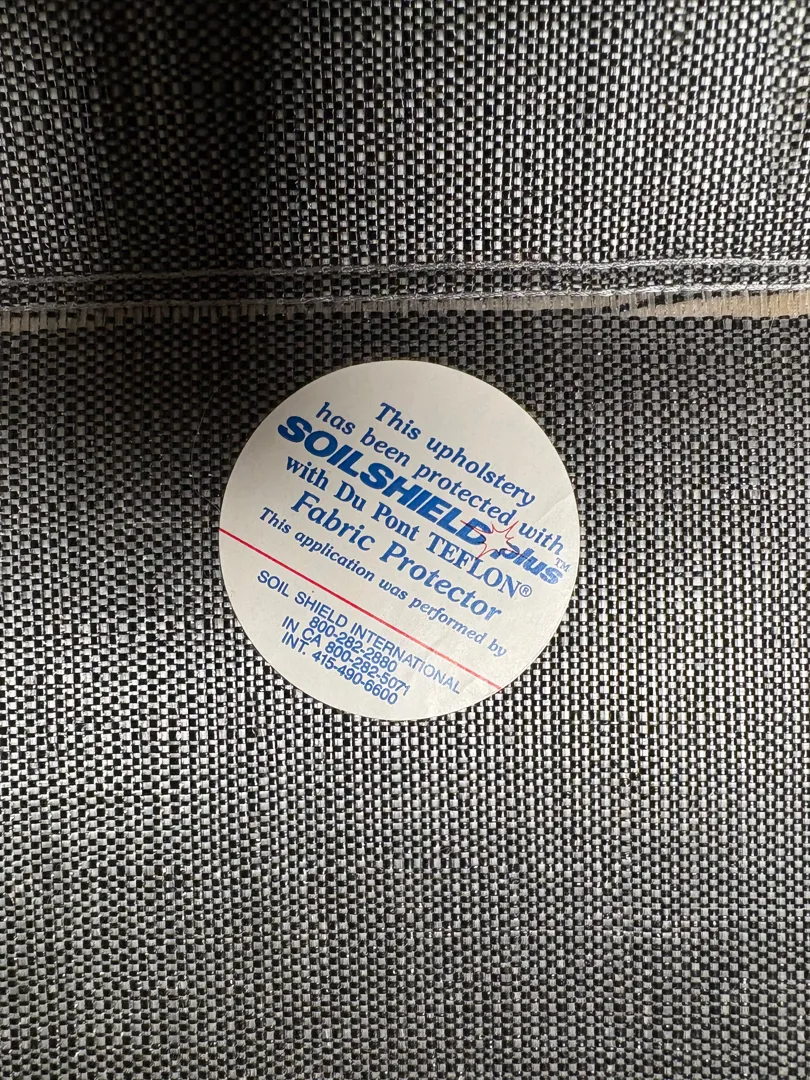 This upholstery
has been protected with
SOILSHIELD plus™
with Du Pont TEFLON®
Fabric Protector
This application was performed by
SOIL SHIELD INTERNATIONAL
800-282-2880
IN CA 800-282-5071
INT. 415-490-6600